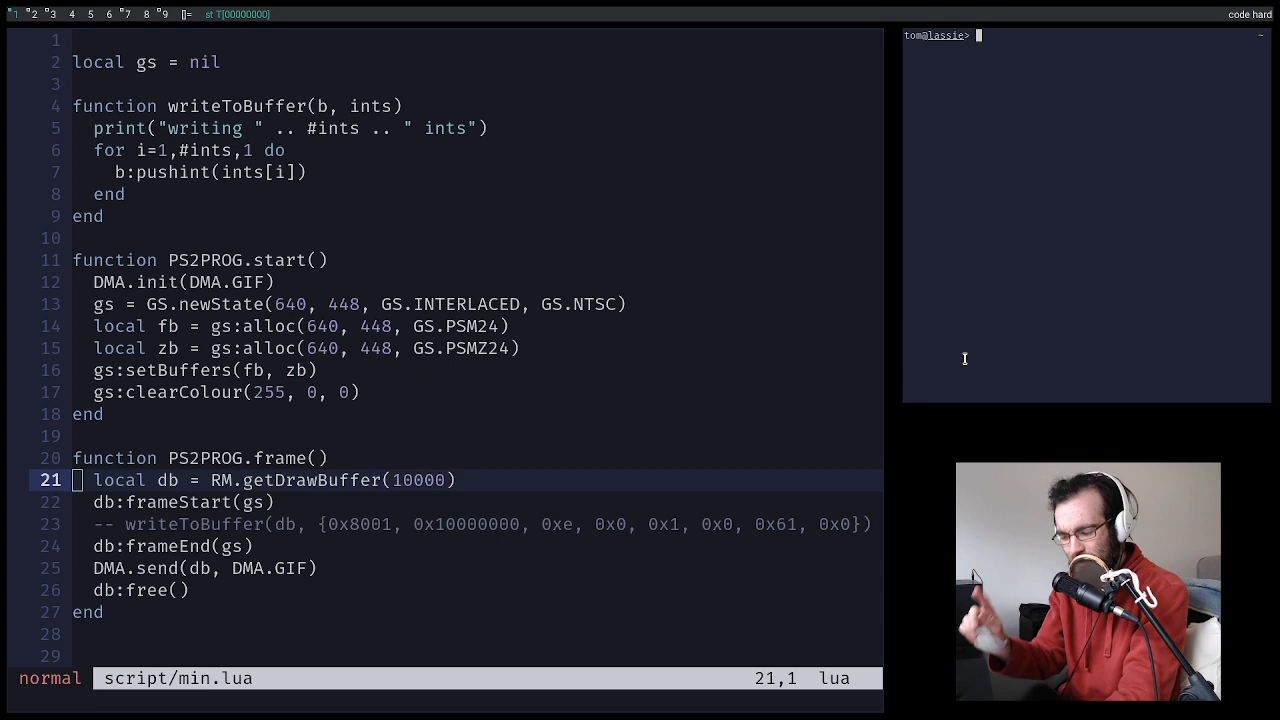 1 2 3 4 5 6 7 8 9 []= st T[00000000] code hard
1
2 local gs = nil
3
4 function writeToBuffer(b, ints)
5 print("writing " .. #ints .. " ints")
6 for i=1,#ints,1 do
7 b:pushint(ints[i])
8 end
9 end
10
11 function PS2PROG.start()
12 DMA.init(DMA.GIF)
13 gs = GS.newState(640, 448, GS.INTERLACED, GS.NTSC)
14 local fb = gs:alloc(640, 448, GS.PSM24)
15 local zb = gs:alloc(640, 448, GS.PSMZ24)
16 gs:setBuffers(fb, zb)
17 gs:clearColour(255, 0, 0)
18 end
19
20 function PS2PROG.frame()
21 local db = RM.getDrawBuffer(10000)
22 db:frameStart(gs)
23 -- writeToBuffer(db, {0x8001, 0x10000000, 0xe, 0x0, 0x1, 0x0, 0x61, 0x0})
24 db:frameEnd(gs)
25 DMA.send(db, DMA.GIF)
26 db:free()
27 end
28
29
normal script/min.lua 21,1 lua
tom@lassie> ~